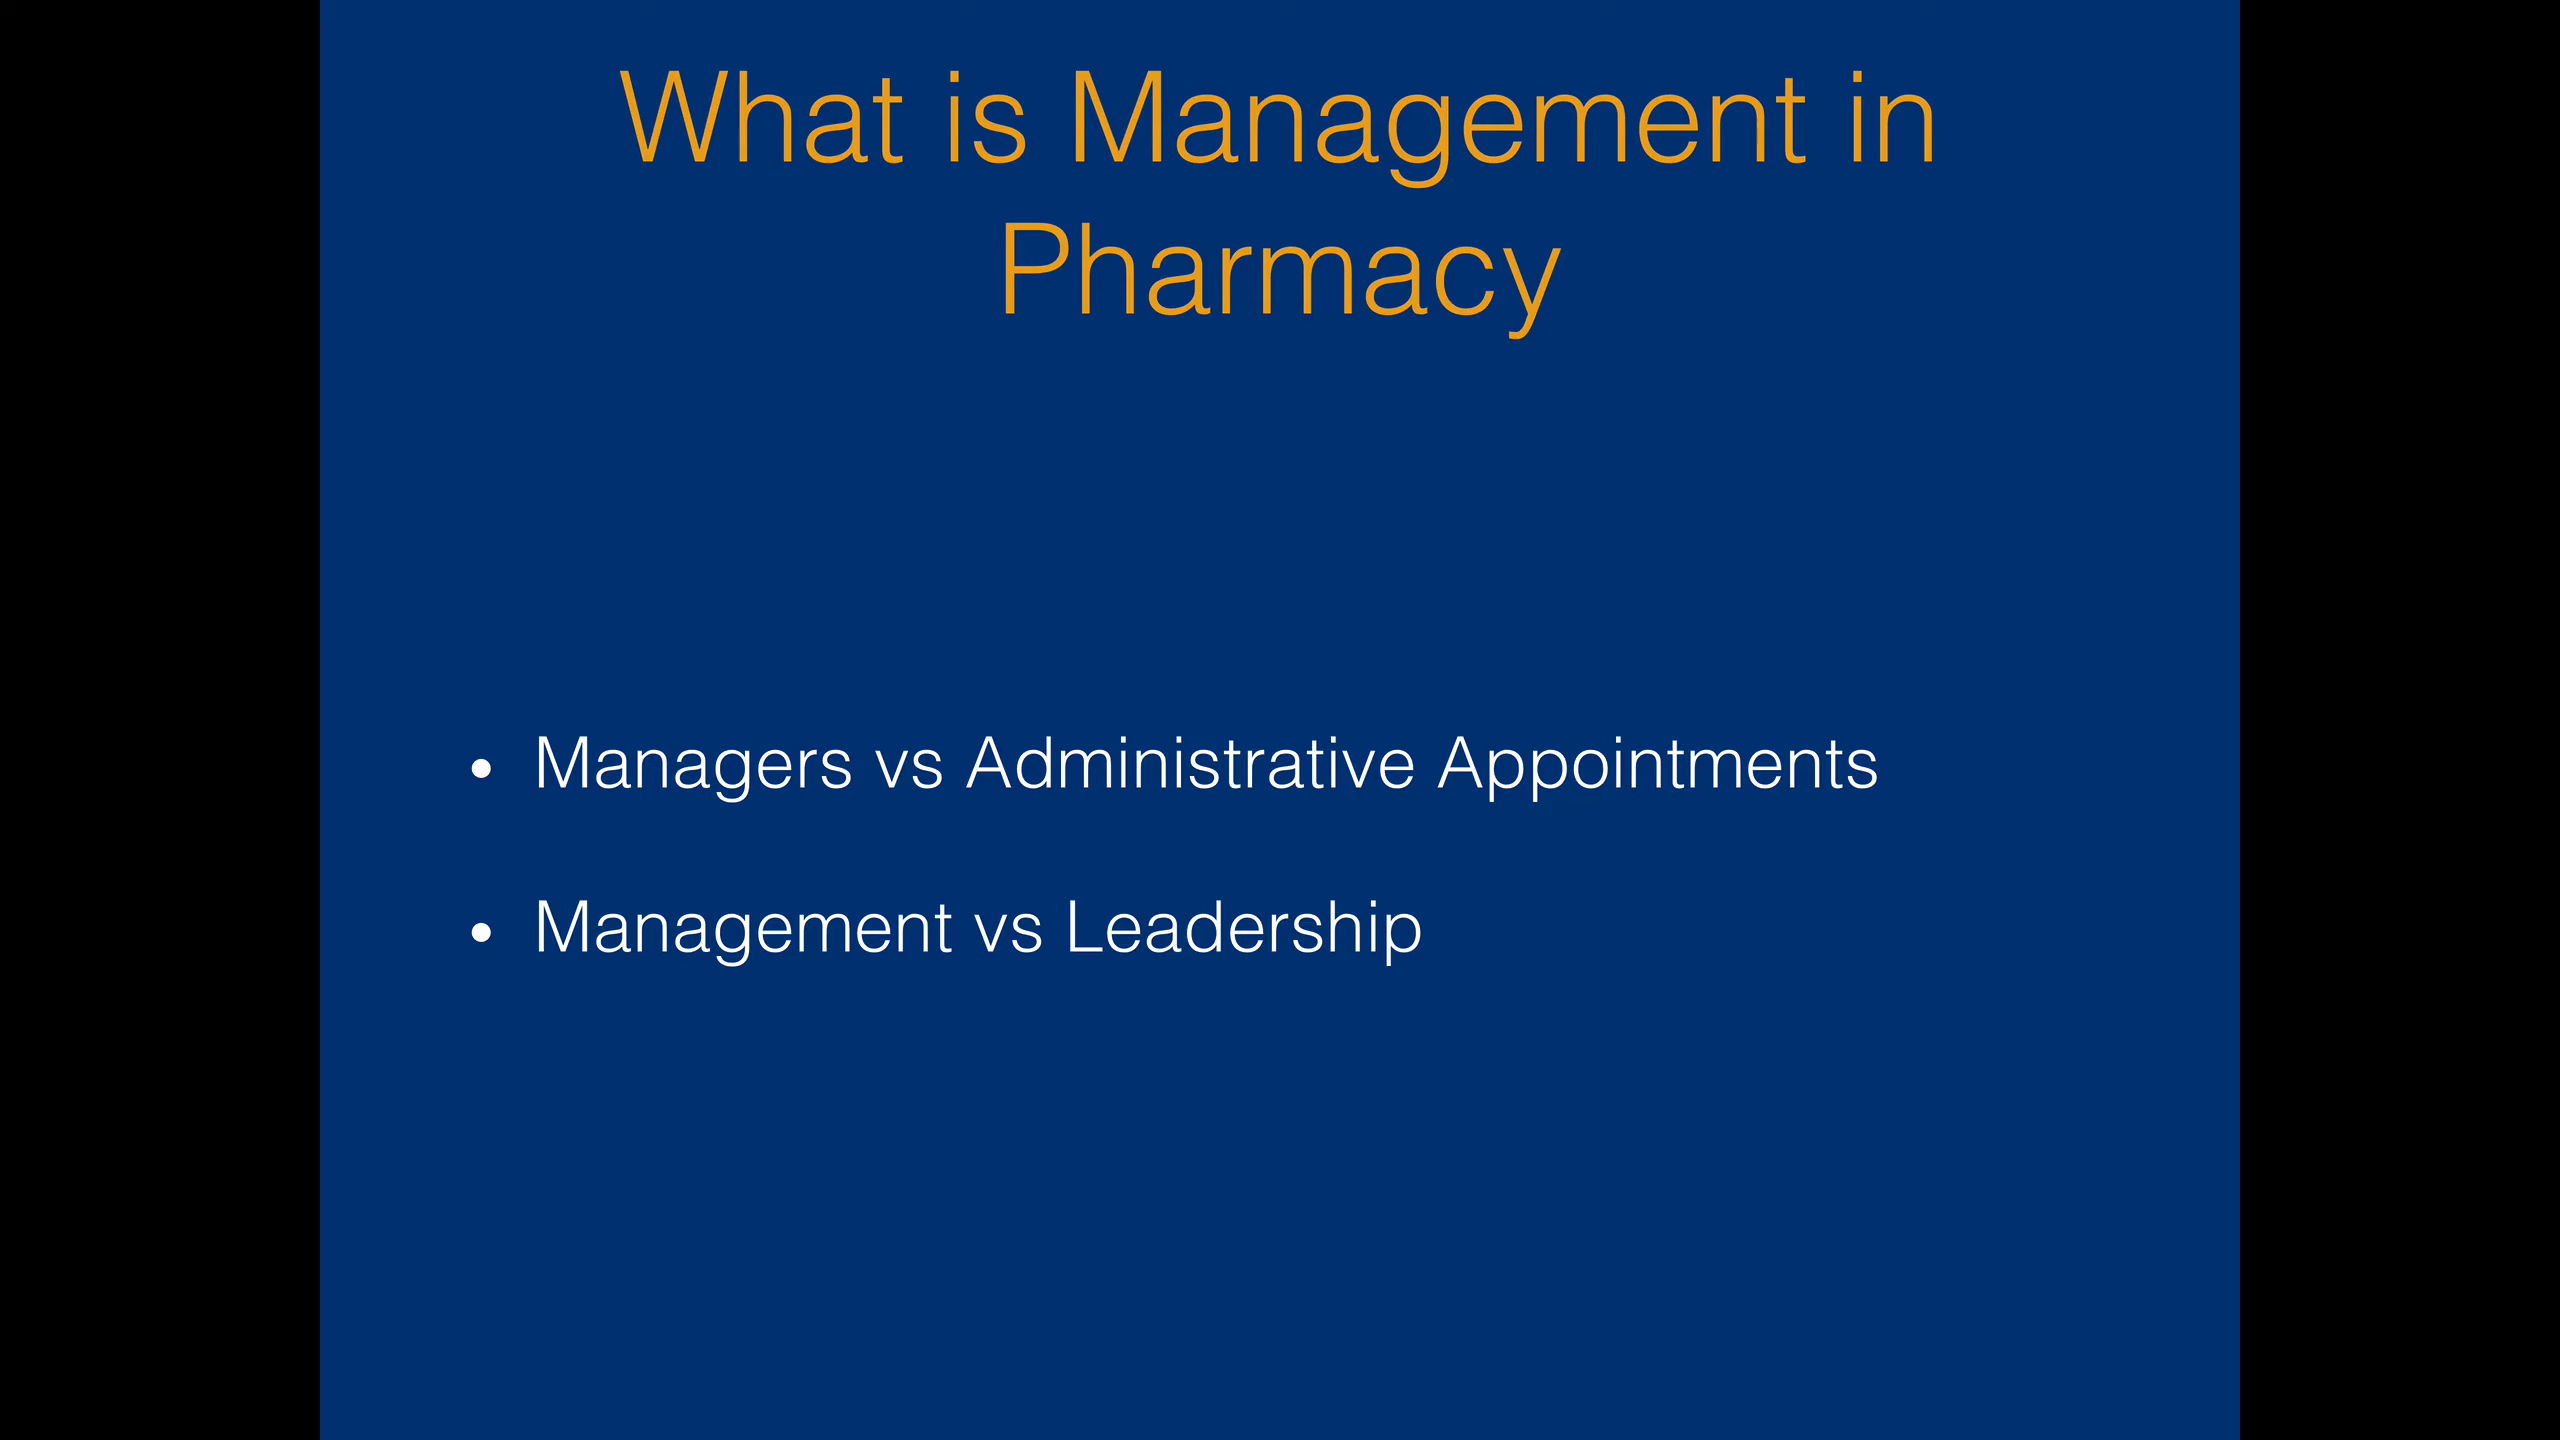 What is Management in
Pharmacy
• Managers vs Administrative Appointments
• Management vs Leadership